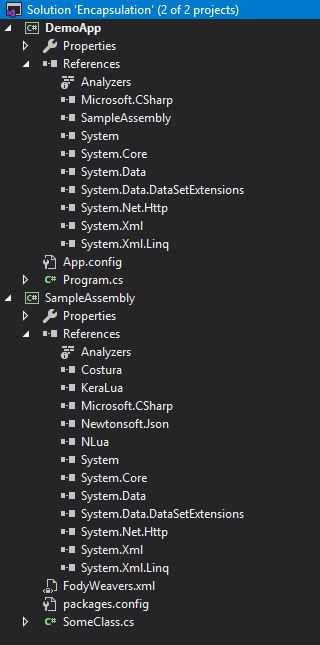 Solution 'Encapsulation' (2 of 2 projects)
C# DemoApp
Properties
References
Analyzers
Microsoft.CSharp
SampleAssembly
System
System.Core
System.Data
System.Data.DataSetExtensions
System.Net.Http
System.Xml
System.Xml.Linq
App.config
C# Program.cs
C# SampleAssembly
Properties
References
Analyzers
Costura
KeraLua
Microsoft.CSharp
Newtonsoft.Json
NLua
System
System.Core
System.Data
System.Data.DataSetExtensions
System.Net.Http
System.Xml
System.Xml.Linq
FodyWeavers.xml
packages.config
C# SomeClass.cs